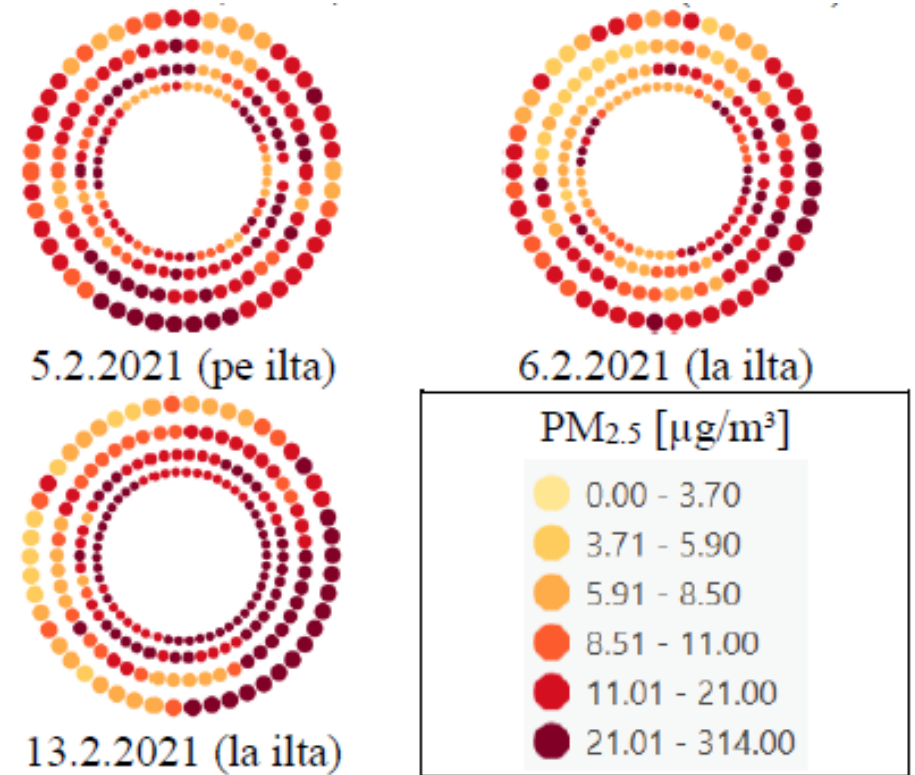 5.2.2021 (pe ilta)
6.2.2021 (la ilta)
13.2.2021 (la ilta)
PM₂.₅ [µg/m³]
0.00 - 3.70
3.71 - 5.90
5.91 - 8.50
8.51 - 11.00
11.01 - 21.00
21.01 - 314.00